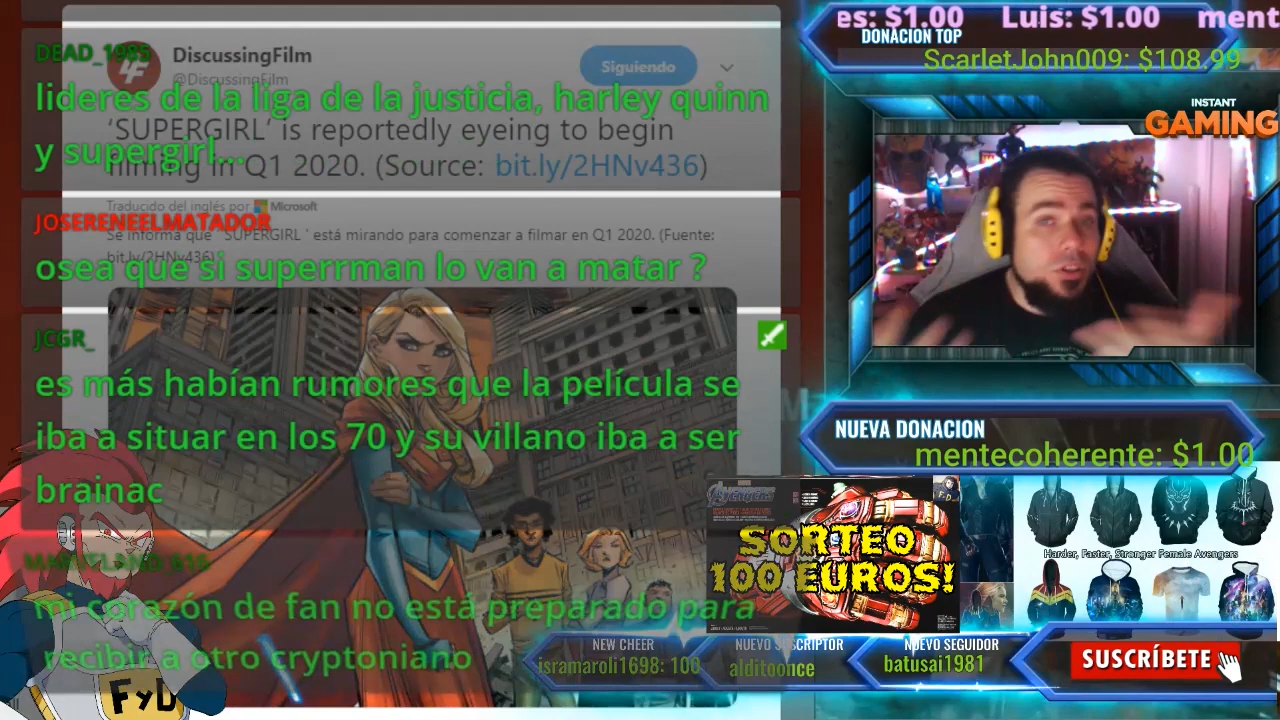 es: $1.00 Luis: $1.00 ment
DONACION TOP
ScarletJohn009: $108.99
INSTANT
GAMING
DEAD_1985
DiscussingFilm
@DiscussingFilm
Siguiendo
lideres de la liga de la justicia, harley quinn
y supergirl...
‘SUPERGIRL’ is reportedly eyeing to begin
filming in Q1 2020. (Source: bit.ly/2HNv436)
Traducido del inglés por Microsoft
JOSERENEELMATADOR
Se informa que ‘SUPERGIRL’ está mirando para comenzar a filmar en Q1 2020. (Fuente:
bit.ly/2HNv436)
osea que si superrman lo van a matar ?
JCGR_
es más habían rumores que la película se
iba a situar en los 70 y su villano iba a ser
brainac
mi corazón de fan no está preparado para
recibir a otro cryptoniano
FyD
NUEVA DONACION
mentecoherente: $1.00
MARVEL
AVENGERS
F.D.
SORTEO
100 EUROS!
Harder, Faster, Stronger Female Avengers
NEW CHEER
isramaroli1698: 100
NUEVO SUSCRIPTOR
alditoonce
NUEVO SEGUIDOR
batusai1981
SUSCRÍBETE